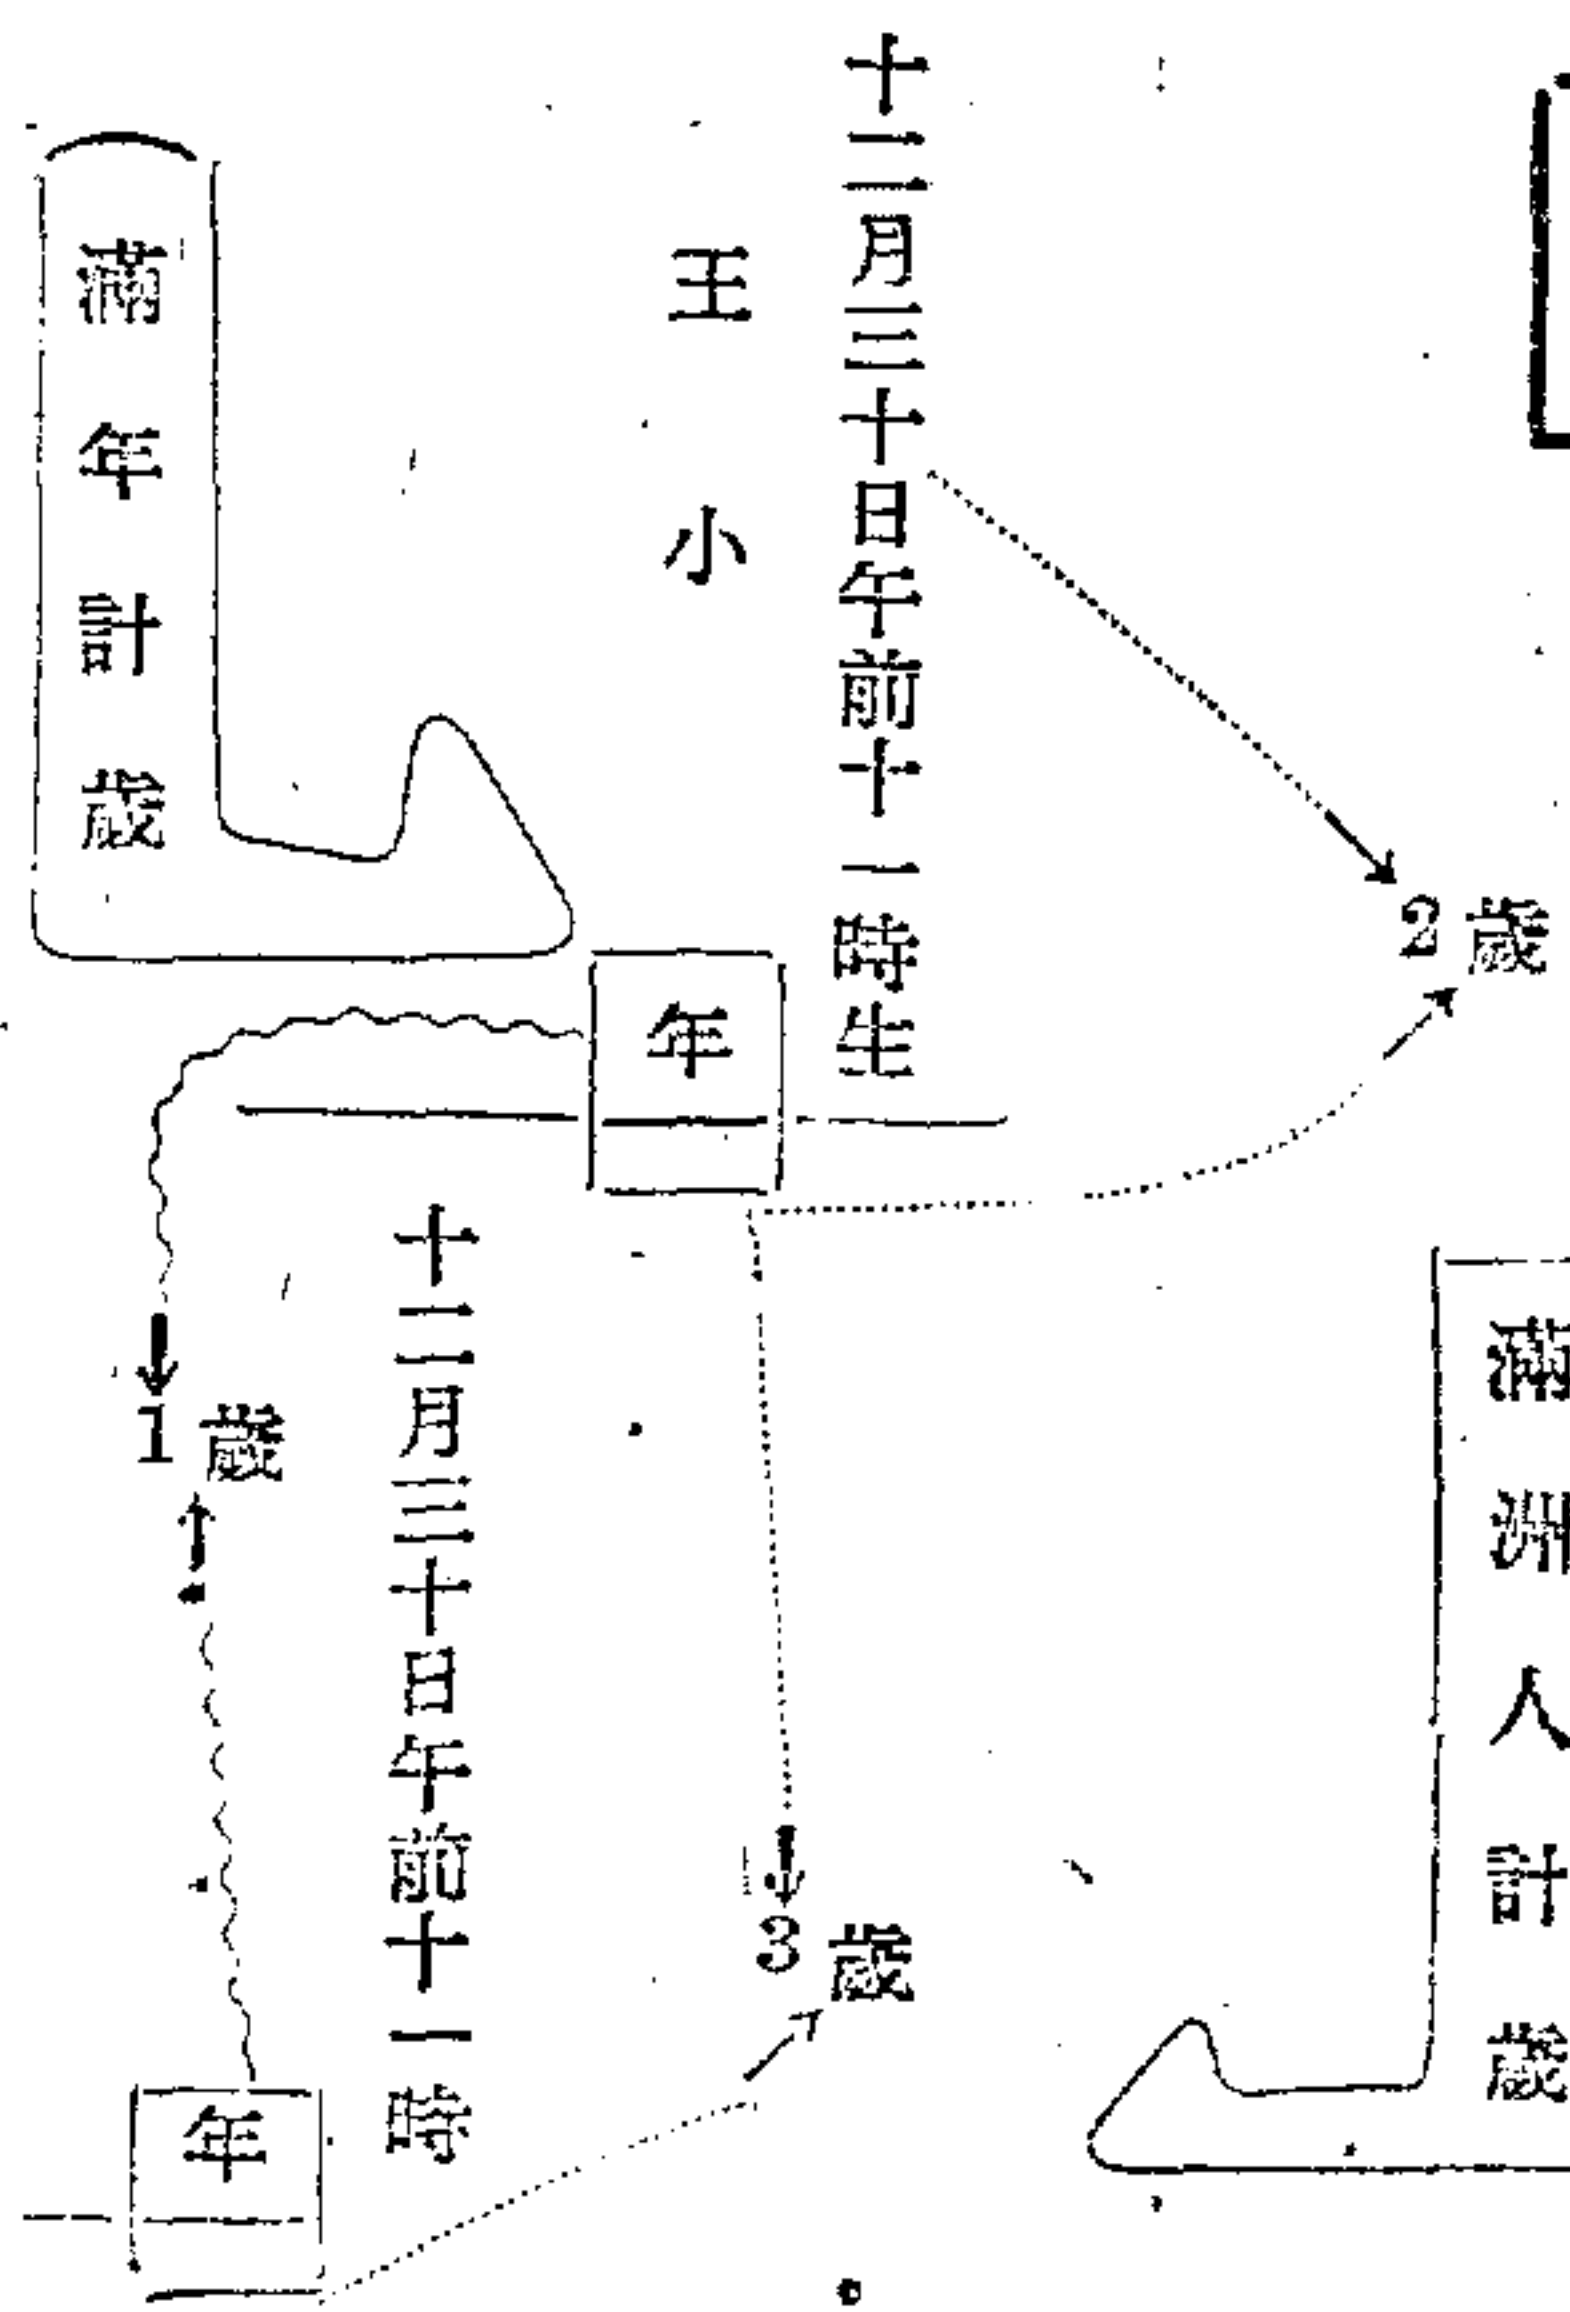 滿洲人計歲
2歲
十二月三十日午前十一時生
王小
年
3歲
十二月三十日午前十一時
年
1歲
滿年計歲